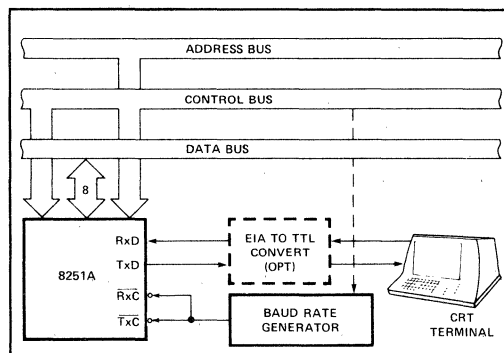 ADDRESS BUS
CONTROL BUS
DATA BUS
8
8251A
RxD
TxD
RxC
TxC
EIA TO TTL
CONVERT
(OPT)
BAUD RATE
GENERATOR
CRT
TERMINAL